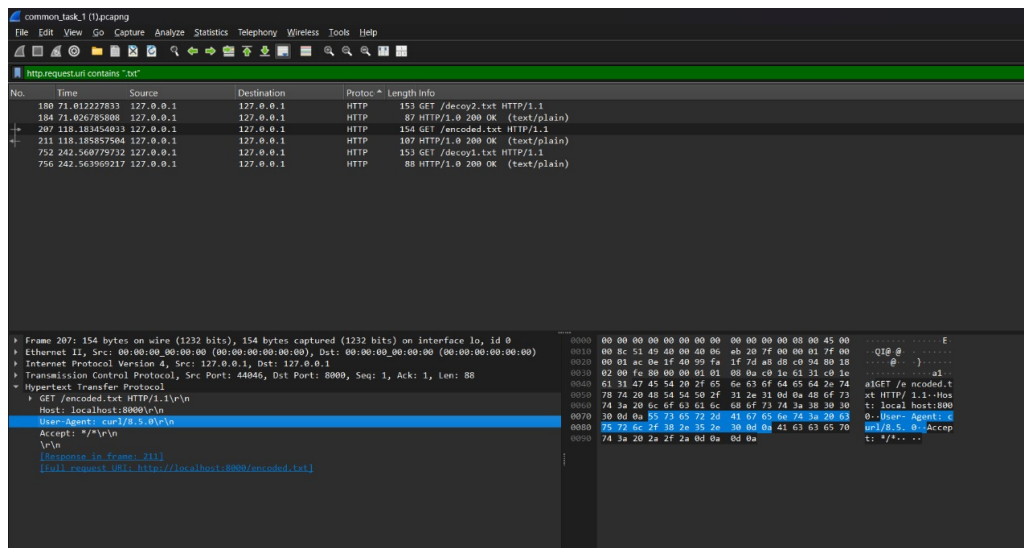 common_task_1 (1).pcapng
File Edit View Go Capture Analyze Statistics Telephony Wireless Tools Help
http.request.uri contains ".txt"
No. Time Source Destination Protoc Length Info
180 71.012227833 127.0.0.1 127.0.0.1 HTTP 153 GET /decoy2.txt HTTP/1.1
184 71.026785808 127.0.0.1 127.0.0.1 HTTP 87 HTTP/1.0 200 OK (text/plain)
207 118.183454033 127.0.0.1 127.0.0.1 HTTP 154 GET /encoded.txt HTTP/1.1
211 118.185857504 127.0.0.1 127.0.0.1 HTTP 107 HTTP/1.0 200 OK (text/plain)
752 242.560779732 127.0.0.1 127.0.0.1 HTTP 153 GET /decoy1.txt HTTP/1.1
756 242.563969217 127.0.0.1 127.0.0.1 HTTP 88 HTTP/1.0 200 OK (text/plain)
Frame 207: 154 bytes on wire (1232 bits), 154 bytes captured (1232 bits) on interface lo, id 0
Ethernet II, Src: 00:00:00_00:00:00 (00:00:00:00:00:00), Dst: 00:00:00_00:00:00 (00:00:00:00:00:00)
Internet Protocol Version 4, Src: 127.0.0.1, Dst: 127.0.0.1
Transmission Control Protocol, Src Port: 44046, Dst Port: 8000, Seq: 1, Ack: 1, Len: 88
Hypertext Transfer Protocol
GET /encoded.txt HTTP/1.1\r\n
Host: localhost:8000\r\n
User-Agent: curl/8.5.0\r\n
Accept: */*\r\n
\r\n
[Response in frame: 211]
[Full request URI: http://localhost:8000/encoded.txt]
0000 00 00 00 00 00 00 00 00 00 00 00 00 08 00 45 00 ··············E·
0010 00 8c 51 49 40 00 40 06 eb 20 7f 00 00 01 7f 00 ··QI@·@· · ······
0020 00 01 ac 0e 1f 40 99 fa 1f 7d a8 d8 c0 94 80 18 ·····@·· ·}······
0030 02 00 fe 80 00 00 01 01 08 0a c0 1e 61 31 c0 1e ············a1··
0040 61 31 47 45 54 20 2f 65 6e 63 6f 64 65 64 2e 74 a1GET /e ncoded.t
0050 78 74 20 48 54 54 50 2f 31 2e 31 0d 0a 48 6f 73 xt HTTP/ 1.1··Hos
0060 74 3a 20 6c 6f 63 61 6c 68 6f 73 74 3a 38 30 30 t: local host:800
0070 30 0d 0a 55 73 65 72 2d 41 67 65 6e 74 3a 20 63 0··User- Agent: c
0080 75 72 6c 2f 38 2e 35 2e 30 0d 0a 41 63 63 65 70 url/8.5. 0··Accep
0090 74 3a 20 2a 2f 2a 0d 0a 0d 0a t: */*·· ··